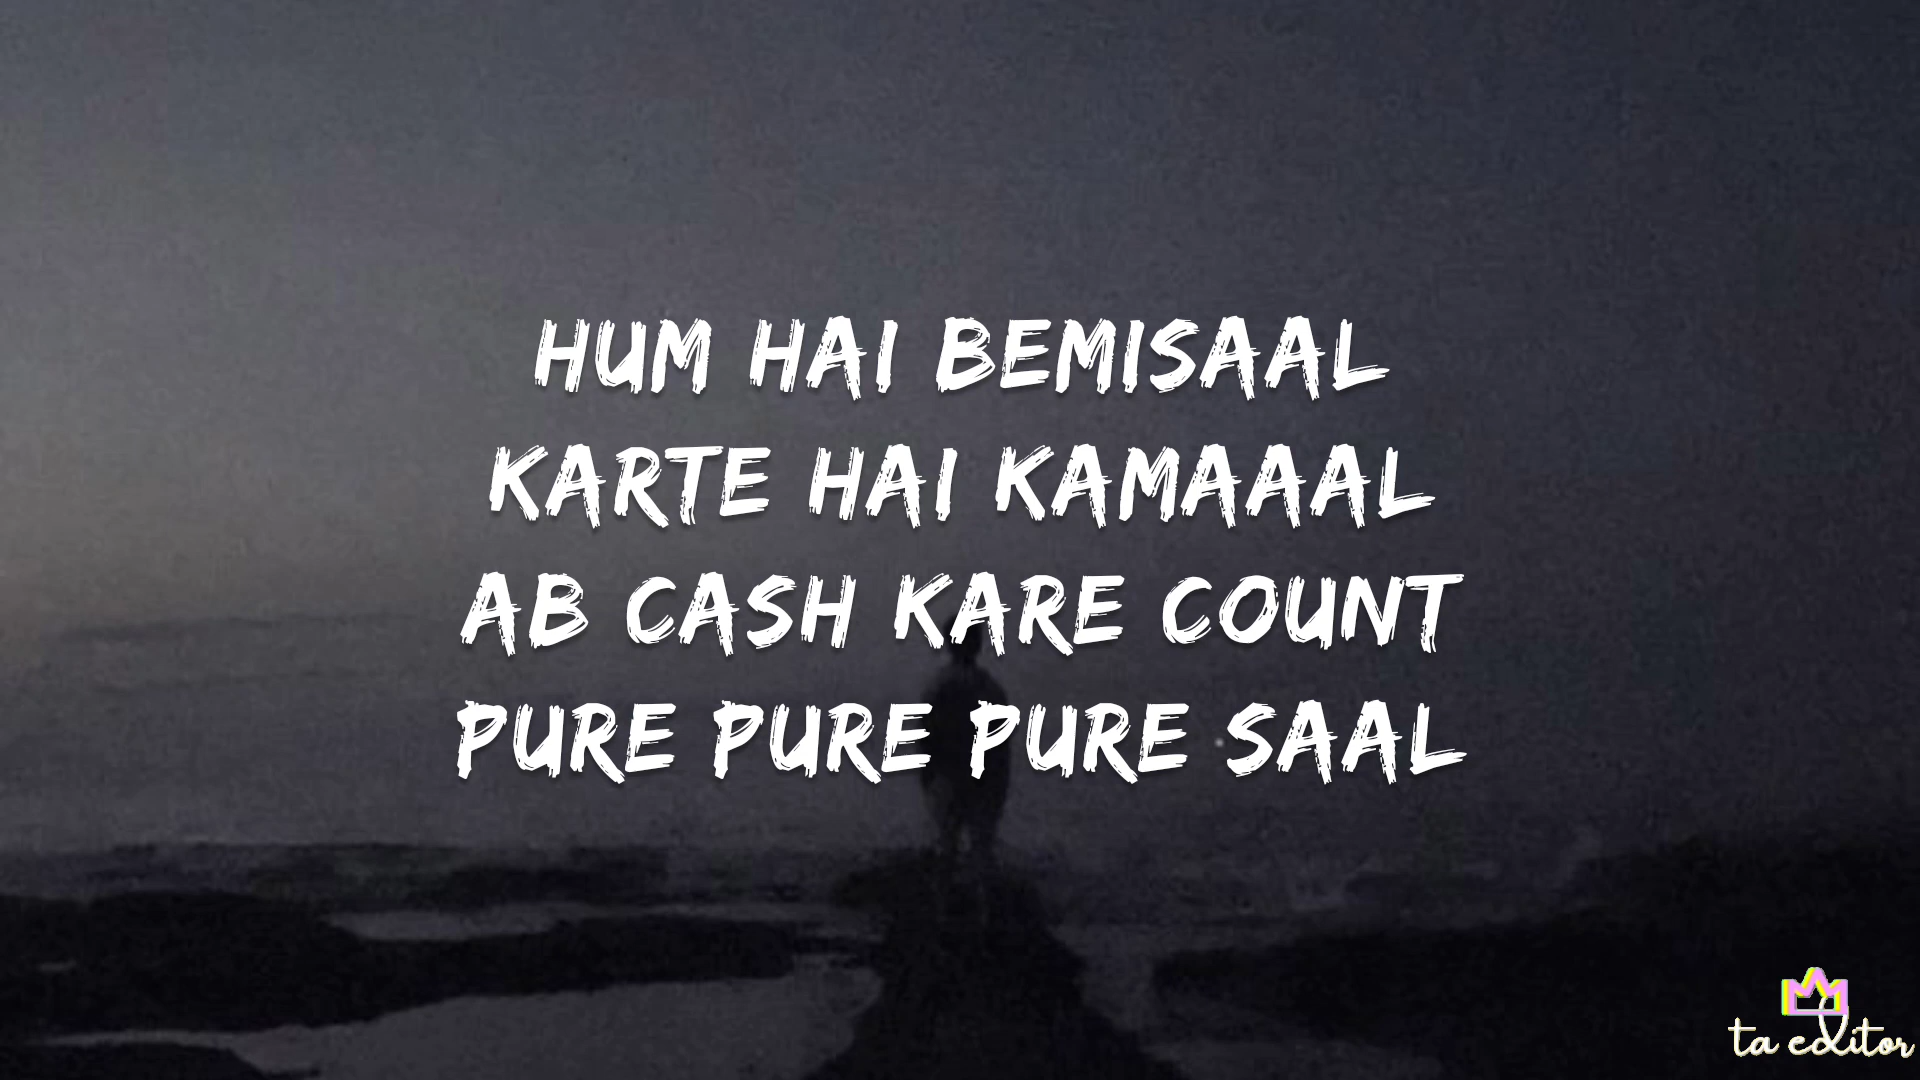 HUM HAI BEMISAAL
KARTE HAI KAMAAAL
AB CASH KARE COUNT
PURE PURE PURE SAAL
ta editor